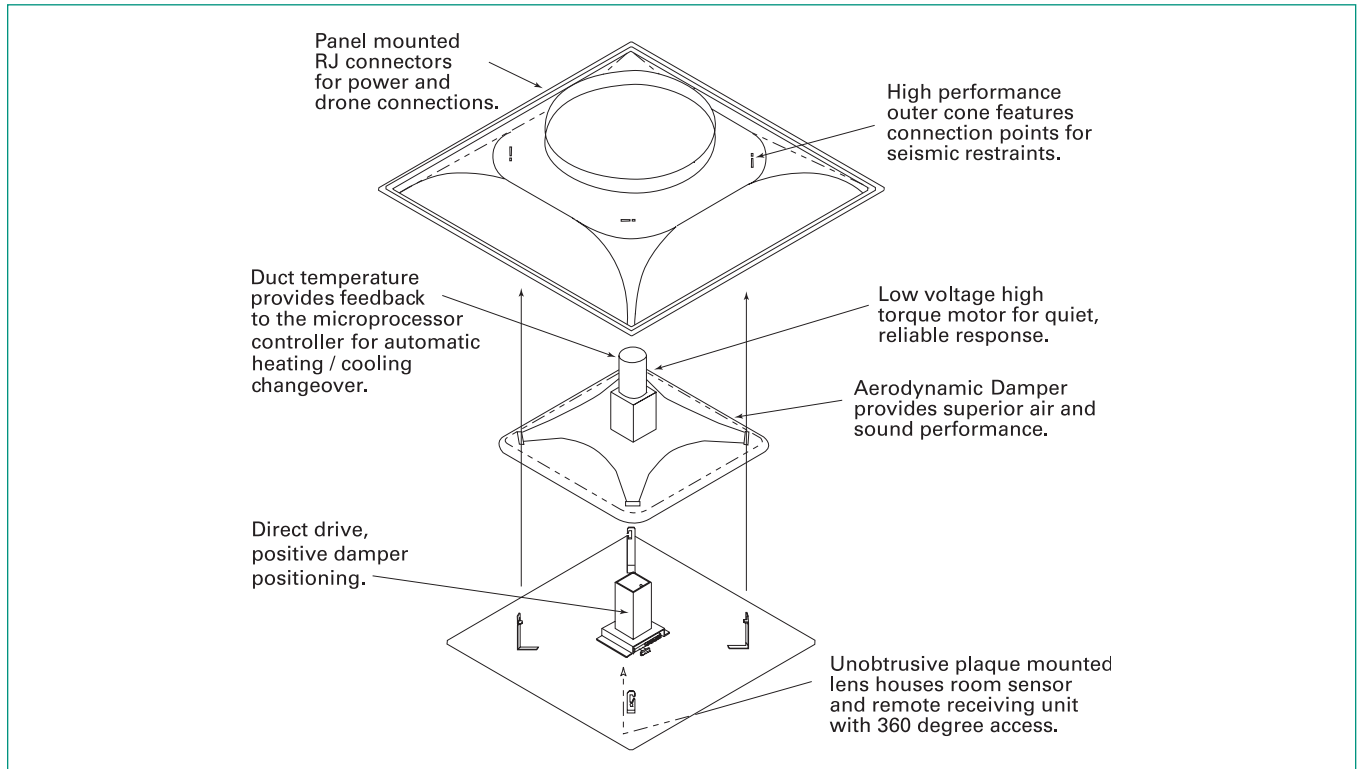 Panel mounted
RJ connectors
for power and
drone connections.
High performance
outer cone features
connection points for
seismic restraints.
Duct temperature
provides feedback
to the microprocessor
controller for automatic
heating / cooling
changeover.
Low voltage high
torque motor for quiet,
reliable response.
Aerodynamic Damper
provides superior air and
sound performance.
Direct drive,
positive damper
positioning.
Unobtrusive plaque mounted
lens houses room sensor
and remote receiving unit
with 360 degree access.